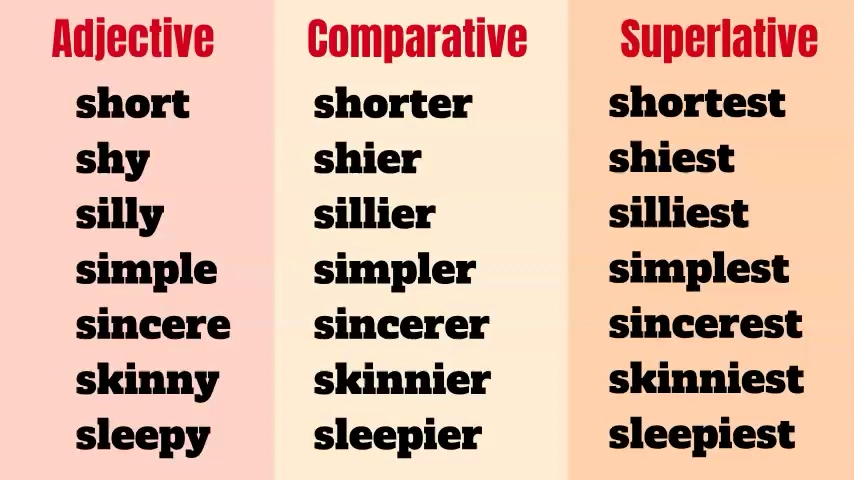 Adjective Comparative Superlative
short shorter shortest
shy shier shiest
silly sillier silliest
simple simpler simplest
sincere sincerer sincerest
skinny skinnier skinniest
sleepy sleepier sleepiest